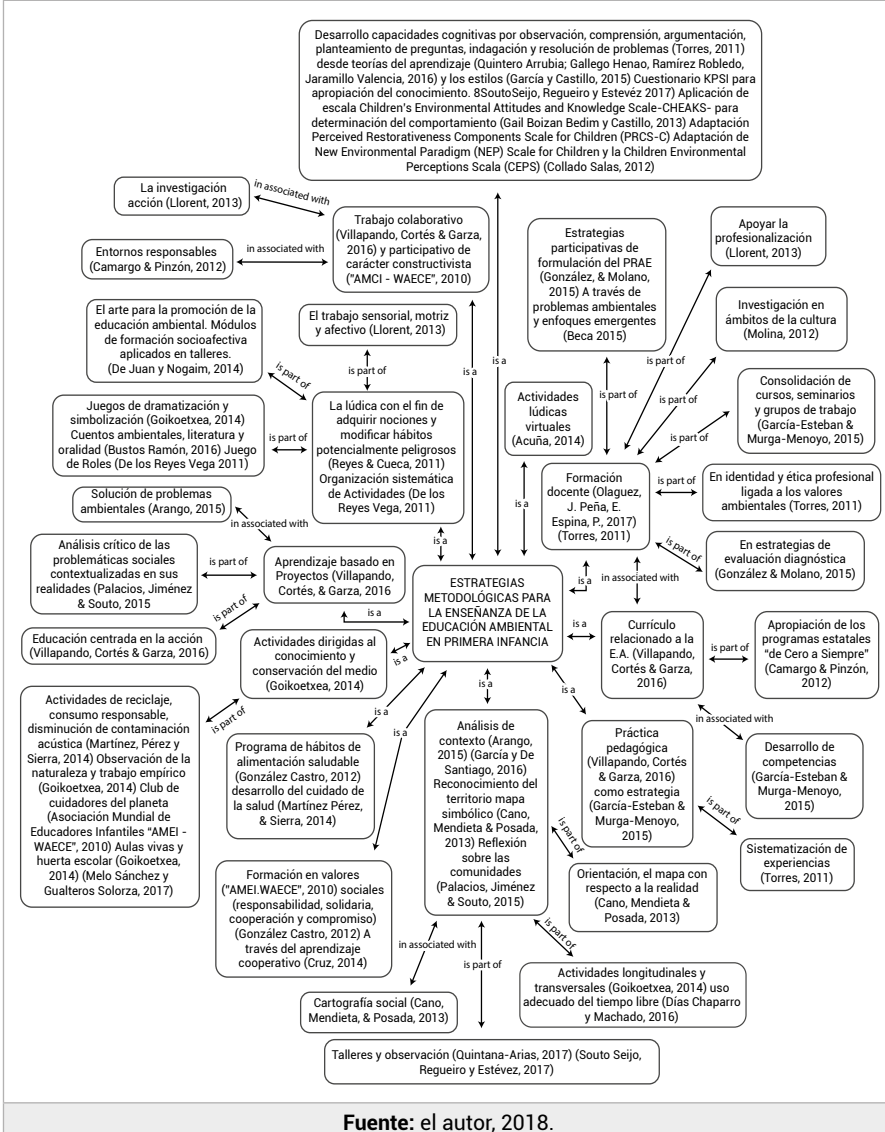 Desarrollo capacidades cognitivas por observación, comprensión, argumentación,
planteamiento de preguntas, indagación y resolución de problemas (Torres, 2011)
desde teorías del aprendizaje (Quintero Arrubia; Gallego Henao, Ramírez Robledo,
Jaramillo Valencia, 2016) y los estilos (García y Castillo, 2015) Cuestionario KPSI para
apropiación del conocimiento. 8SoutoSeijo, Regueiro y Estevéz 2017) Aplicación de
escala Children's Environmental Attitudes and Knowledge Scale-CHEAKS- para
determinación del comportamiento (Gail Boizan Bedim y Castillo, 2013) Adaptación
Perceived Restorativeness Components Scale for Children (PRCS-C) Adaptación de
New Environmental Paradigm (NEP) Scale for Children y la Children Environmental
Perceptions Scala (CEPS) (Collado Salas, 2012)
La investigación
acción (Llorent, 2013)
in associated with
Trabajo colaborativo
(Villapando, Cortés & Garza,
2016) y participativo de
carácter constructivista
("AMCI - WAECE", 2010)
Entornos responsables
(Camargo & Pinzón, 2012)
in associated with
Estrategias
participativas de
formulación del PRAE
(González, & Molano,
2015) A través de
problemas ambientales
y enfoques emergentes
(Beca 2015)
Apoyar la
profesionalización
(Llorent, 2013)
Investigación en
ámbitos de la cultura
(Molina, 2012)
El arte para la promoción de la
educación ambiental. Módulos
de formación socioafectiva
aplicados en talleres.
(De Juan y Nogaim, 2014)
El trabajo sensorial, motriz
y afectivo (Llorent, 2013)
is part of
is part of
is a
is a
is part of
is part of
is part of
is part of
Consolidación de
cursos, seminarios
y grupos de trabajo
(García-Esteban &
Murga-Menoyo, 2015)
Juegos de dramatización y
simbolización (Goikoetxea, 2014)
Cuentos ambientales, literatura y
oralidad (Bustos Ramón, 2016) Juego
de Roles (De los Reyes Vega 2011)
is part of
La lúdica con el fin de
adquirir nociones y
modificar hábitos
potencialmente peligrosos
(Reyes & Cueca, 2011)
Organización sistemática
de Actividades (De los
Reyes Vega, 2011)
Actividades
lúdicas
virtuales
(Acuña, 2014)
Formación
docente (Olaguez,
J. Peña, E.
Espina, P., 2017)
(Torres, 2011)
is part of
En identidad y ética profesional
ligada a los valores
ambientales (Torres, 2011)
Solución de problemas
ambientales (Arango, 2015)
in associated with
is a
is a
is part of
En estrategias
de evaluación diagnóstica
(González & Molano, 2015)
Análisis crítico de las
problemáticas sociales
contextualizadas en sus
realidades (Palacios, Jiménez
& Souto, 2015
is part of
Aprendizaje basado en
Proyectos (Villapando,
Cortés, & Garza, 2016
is a
in associated with
ESTRATEGIAS
METODOLÓGICAS PARA
LA ENSEÑANZA DE LA
EDUCACIÓN AMBIENTAL
EN PRIMERA INFANCIA
is part of
is a
Educación centrada en la acción
(Villapando, Cortés & Garza, 2016)
is a
Currículo
relacionado a la
E.A. (Villapando,
Cortés & Garza,
2016)
is part of
Apropiación de los
programas estatales
“de Cero a Siempre”
(Camargo & Pinzón,
2012)
Actividades dirigidas al
conocimiento y
conservación del medio
(Goikoetxea, 2014)
is a
is part of
Actividades de reciclaje,
consumo responsable,
disminución de contaminación
acústica (Martínez, Pérez y
Sierra, 2014) Observación de la
naturaleza y trabajo empírico
(Goikoetxea, 2014) Club de
cuidadores del planeta
(Asociación Mundial de
Educadores Infantiles “AMEI -
WAECE”, 2010) Aulas vivas y
huerta escolar (Goikoetxea,
2014) (Melo Sánchez y
Gualteros Solorza, 2017)
is a
is a
is a
is a
in associated with
Programa de hábitos de
alimentación saludable
(González Castro, 2012)
desarrollo del cuidado de
la salud (Martínez Pérez,
& Sierra, 2014)
Análisis de
contexto (Arango,
2015) (García y De
Santiago, 2016)
Reconocimiento del
territorio mapa
simbólico (Cano,
Mendieta & Posada,
2013) Reflexión
sobre las
comunidades
(Palacios, Jiménez
& Souto, 2015)
Práctica
pedagógica
(Villapando, Cortés
& Garza, 2016)
como estrategia
(García-Esteban &
Murga-Menoyo,
2015)
Desarrollo de
competencias
(García-Esteban &
Murga-Menoyo,
2015)
is part of
Sistematización de
experiencias
(Torres, 2011)
is part of
Orientación, el mapa con
respecto a la realidad
(Cano, Mendieta &
Posada, 2013)
Formación en valores
("AMEI.WAECE", 2010) sociales
(responsabilidad, solidaria,
cooperación y compromiso)
(González Castro, 2012) A
través del aprendizaje
cooperativo (Cruz, 2014)
in associated with
is part of
is part of
Actividades longitudinales y
transversales (Goikoetxea, 2014) uso
adecuado del tiempo libre (Días Chaparro
y Machado, 2016)
Cartografía social (Cano,
Mendieta, & Posada, 2013)
Talleres y observación (Quintana-Arias, 2017) (Souto Seijo,
Regueiro y Estévez, 2017)
Fuente: el autor, 2018.